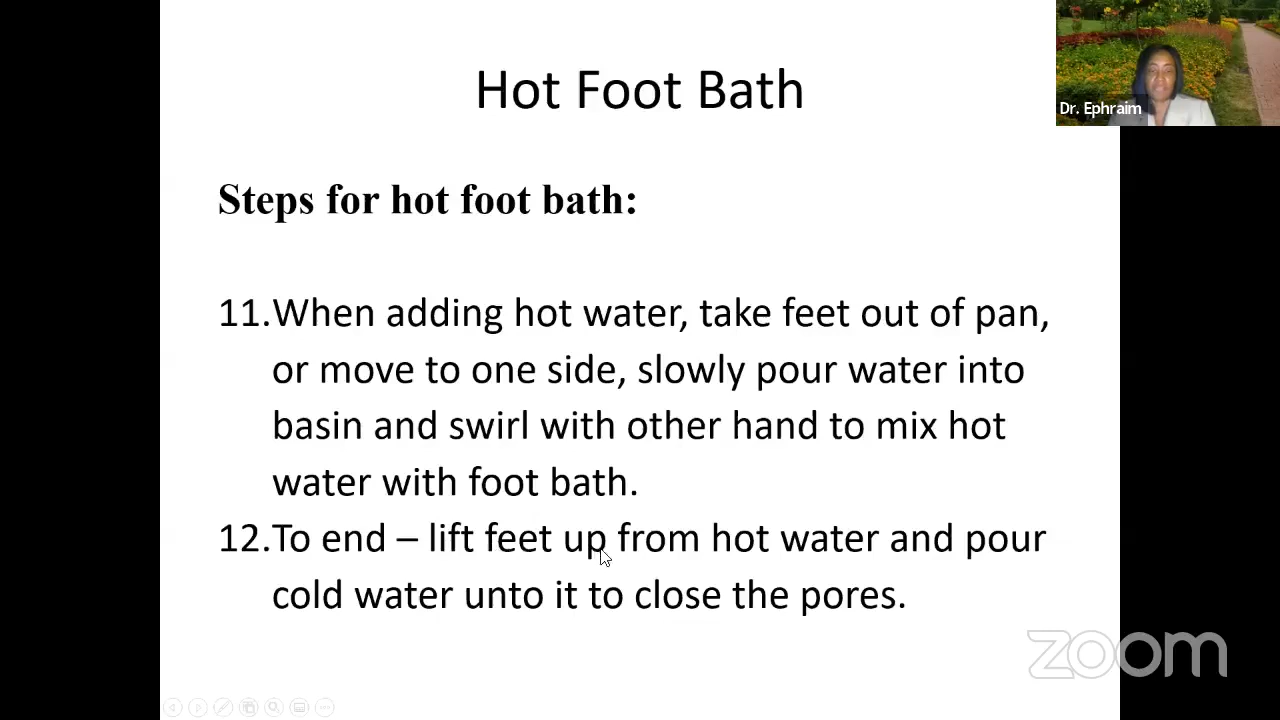 Hot Foot Bath
Dr. Ephraim
Steps for hot foot bath:
11.When adding hot water, take feet out of pan,
or move to one side, slowly pour water into
basin and swirl with other hand to mix hot
water with foot bath.
12.To end – lift feet up from hot water and pour
cold water unto it to close the pores.
zoom